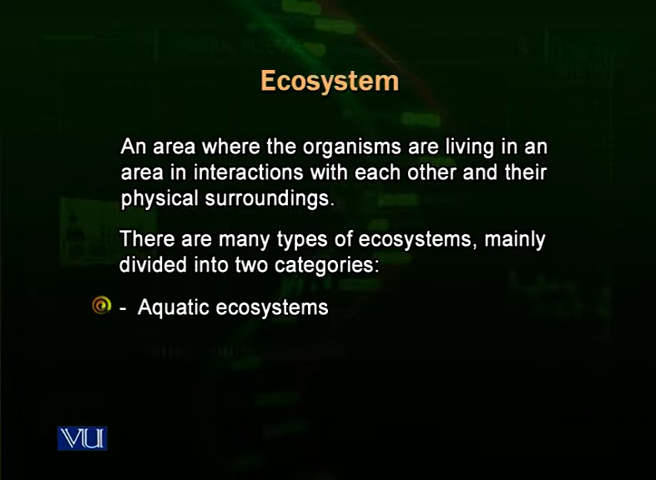 Ecosystem
An area where the organisms are living in an
area in interactions with each other and their
physical surroundings.
There are many types of ecosystems, mainly
divided into two categories:
- Aquatic ecosystems
VU